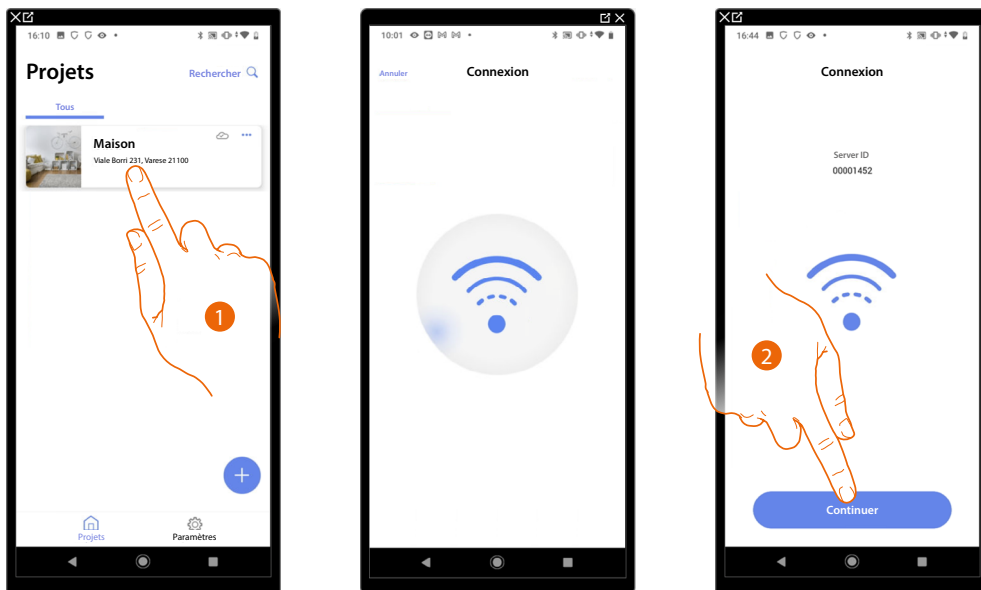 16:10
Projets
Rechercher
Tous
Maison
Viale Borri 231, Varese 21100
1
Projets
Paramètres
10:01
Annuler
Connexion
16:44
Connexion
Server ID
00001452
2
Continuer